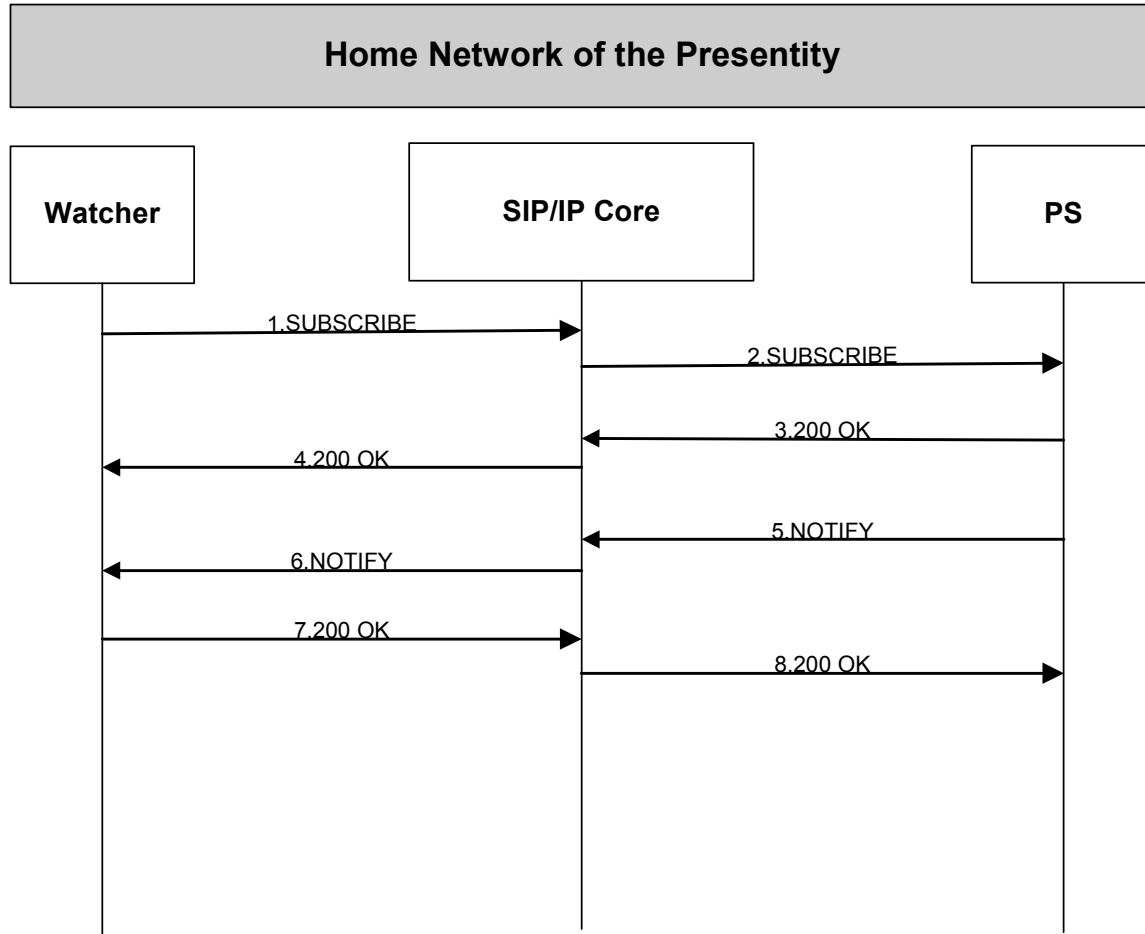 Home Network of the Presentity
Watcher
SIP/IP Core
PS
1.SUBSCRIBE
2.SUBSCRIBE
3.200 OK
4.200 OK
5.NOTIFY
6.NOTIFY
7.200 OK
8.200 OK